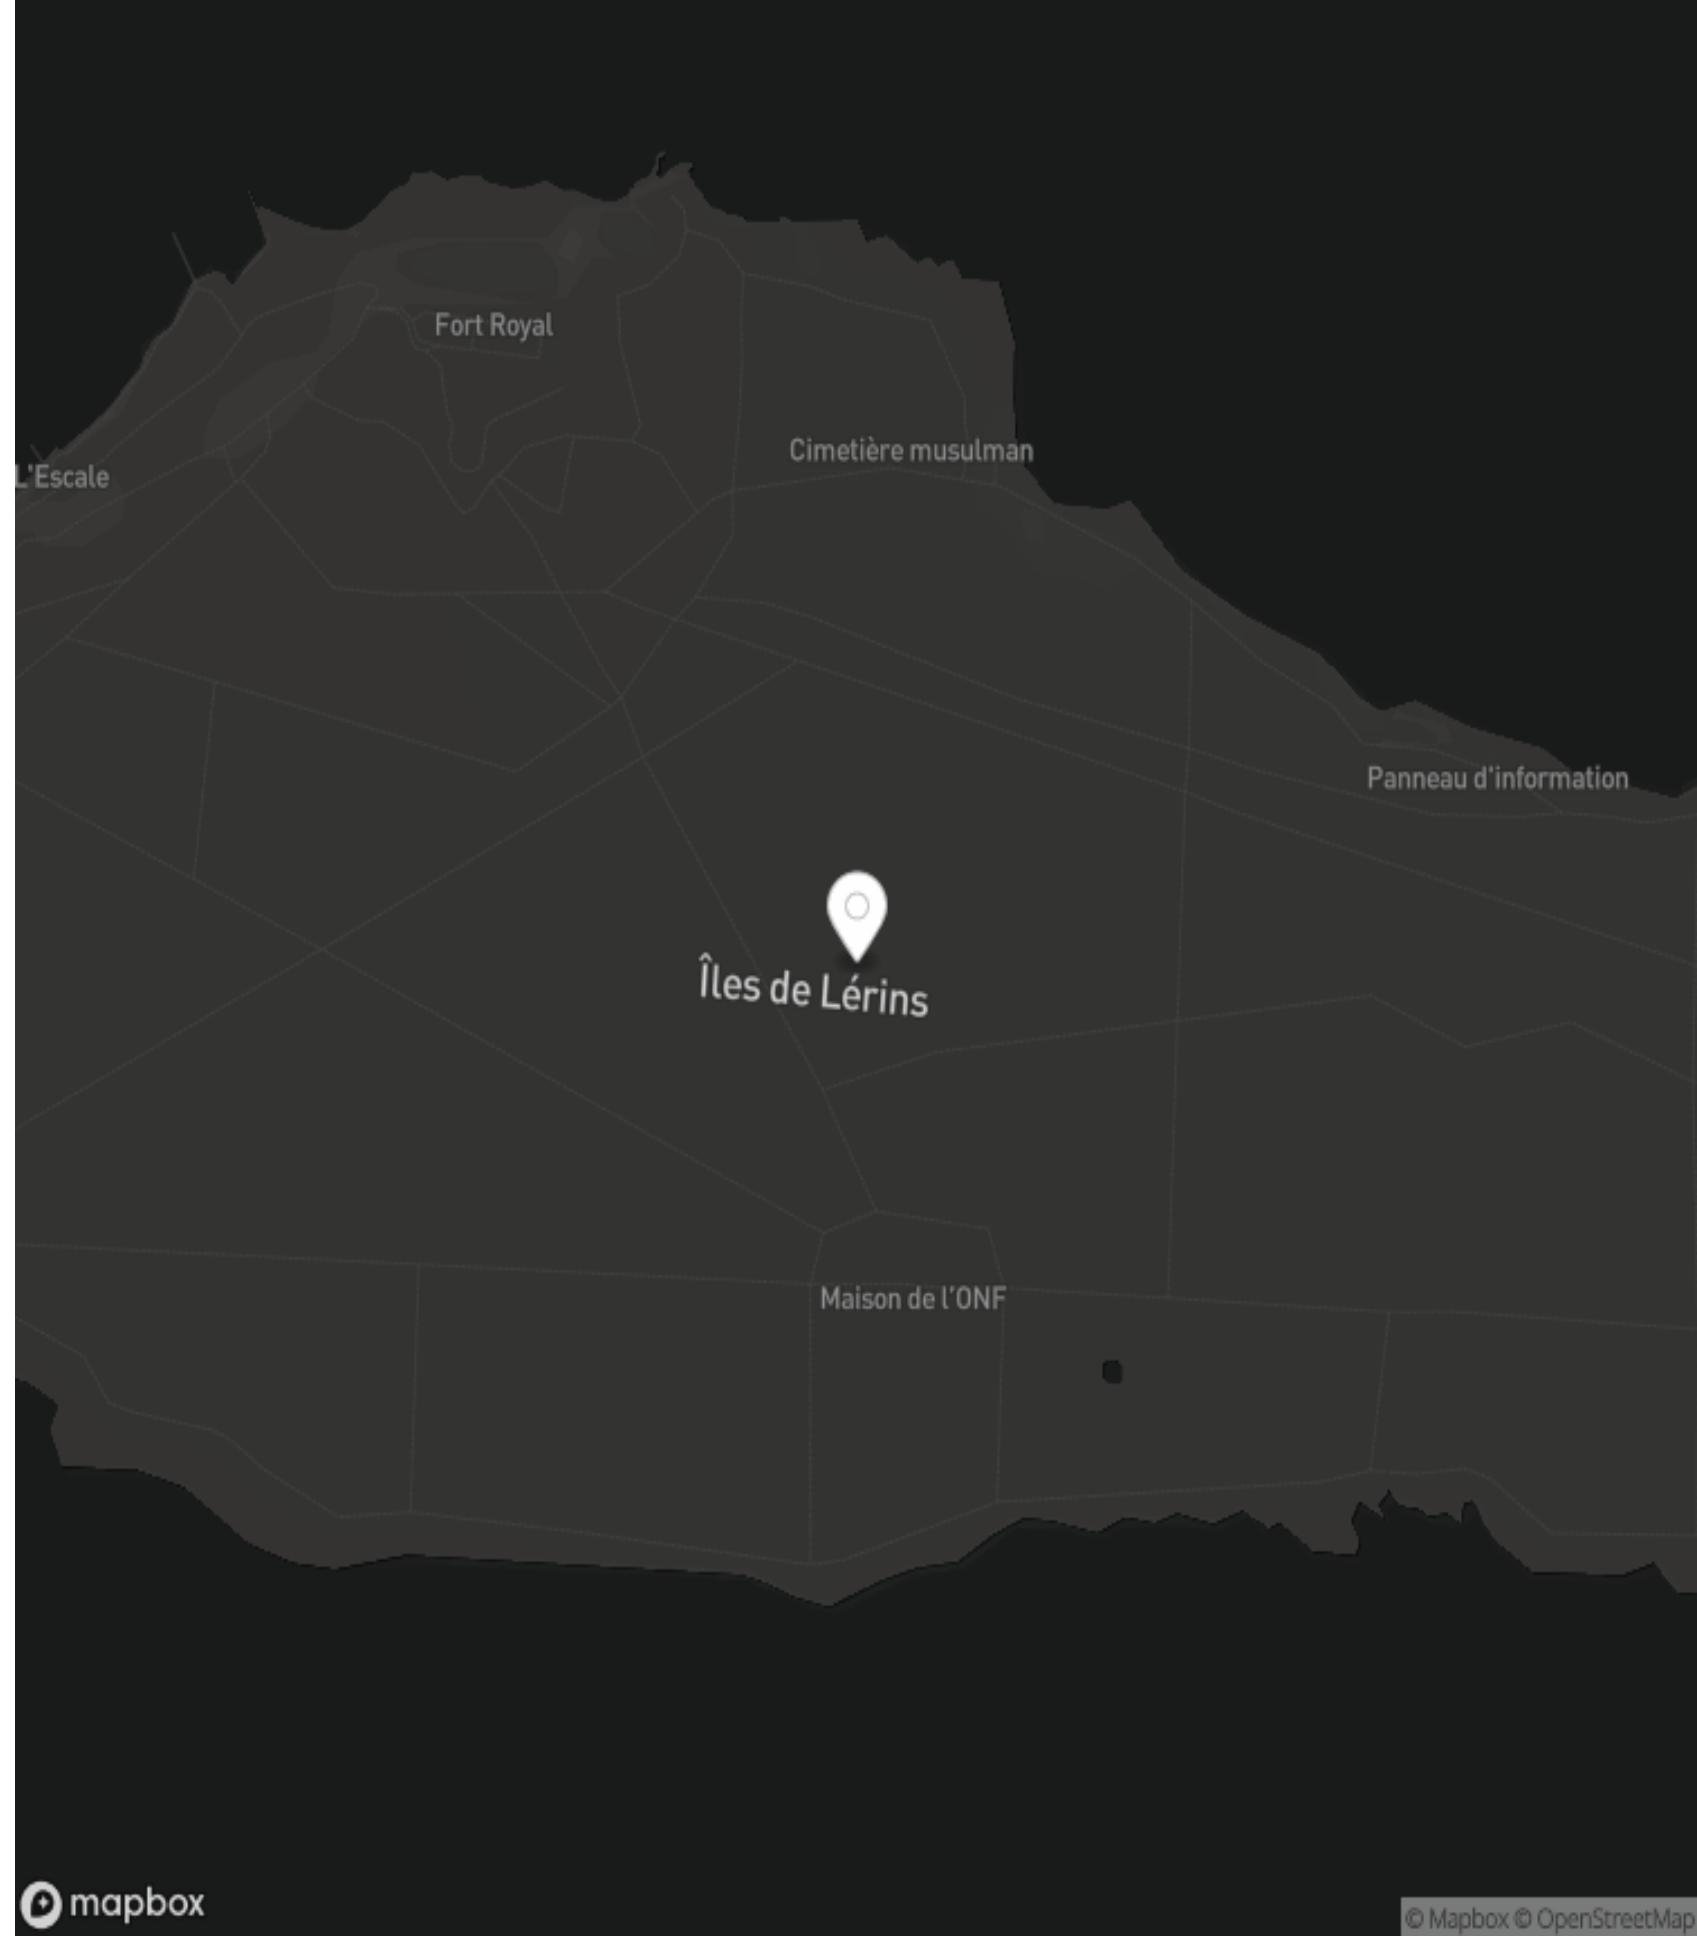 Fort Royal
Cimetière musulman
L'Escale
Panneau d'information
Îles de Lérins
Maison de l'ONF
mapbox
© Mapbox © OpenStreetMap